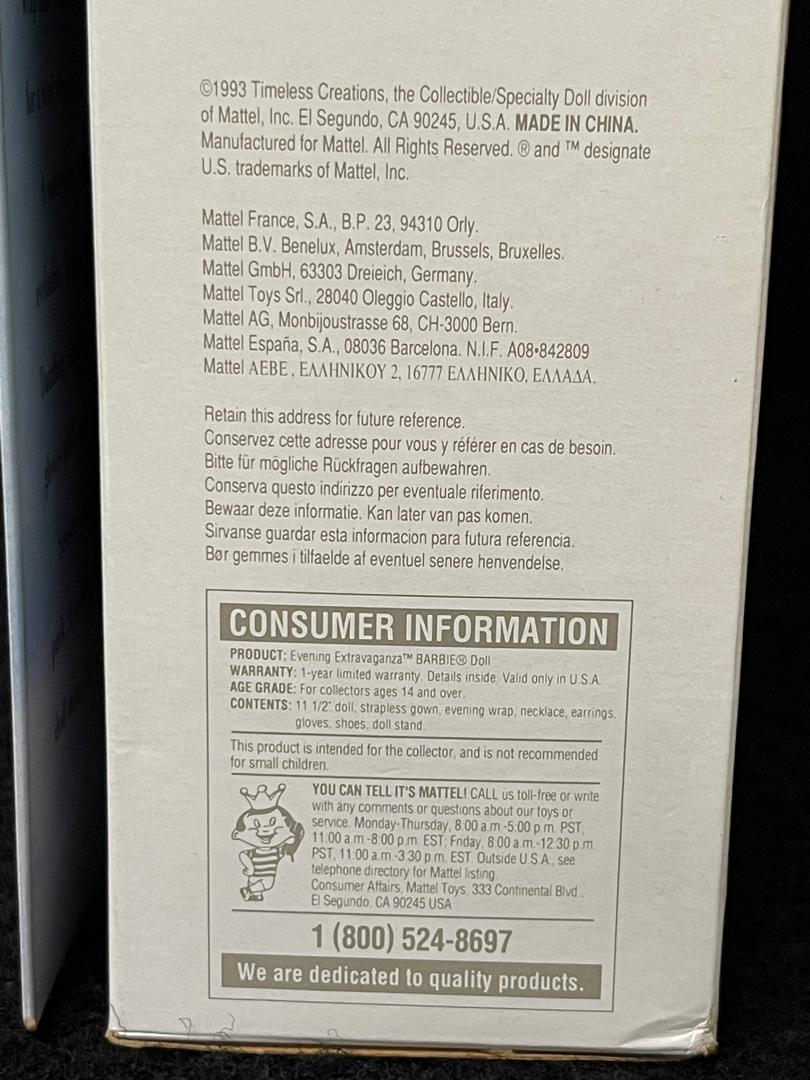 ©1993 Timeless Creations, the Collectible/Specialty Doll division
of Mattel, Inc. El Segundo, CA 90245, U.S.A. MADE IN CHINA.
Manufactured for Mattel. All Rights Reserved. ® and ™ designate
U.S. trademarks of Mattel, Inc.
Mattel France, S.A., B.P. 23, 94310 Orly.
Mattel B.V. Benelux, Amsterdam, Brussels, Bruxelles.
Mattel GmbH, 63303 Dreieich, Germany.
Mattel Toys Srl., 28040 Oleggio Castello, Italy.
Mattel AG, Monbijoustrasse 68, CH-3000 Bern.
Mattel España, S.A., 08036 Barcelona. N.I.F. A08•842809
Mattel ΑΕΒΕ, ΕΛΛΗΝΙΚΟΥ 2, 16777 ΕΛΛΗΝΙΚΟ, ΕΛΛΑΔΑ.
Retain this address for future reference.
Conservez cette adresse pour vous y référer en cas de besoin.
Bitte für mögliche Rückfragen aufbewahren.
Conserva questo indirizzo per eventuale riferimento.
Bewaar deze informatie. Kan later van pas komen.
Sirvanse guardar esta informacion para futura referencia.
Bør gemmes i tilfaelde af eventuel senere henvendelse.
CONSUMER INFORMATION
PRODUCT: Evening Extravaganza™ BARBIE® Doll
WARRANTY: 1-year limited warranty. Details inside. Valid only in U.S.A.
AGE GRADE: For collectors ages 14 and over.
CONTENTS: 11 1/2" doll, strapless gown, evening wrap, necklace, earrings,
gloves, shoes, doll stand.
This product is intended for the collector, and is not recommended
for small children.
YOU CAN TELL IT'S MATTEL! CALL us toll-free or write
with any comments or questions about our toys or
service. Monday-Thursday, 8:00 a.m.-5:00 p.m. PST,
11:00 a.m.-8:00 p.m. EST; Friday, 8:00 a.m.-12:30 p.m.
PST, 11:00 a.m.-3:30 p.m. EST. Outside U.S.A., see
telephone directory for Mattel listing.
Consumer Affairs, Mattel Toys, 333 Continental Blvd.,
El Segundo, CA 90245 USA
1 (800) 524-8697
We are dedicated to quality products.